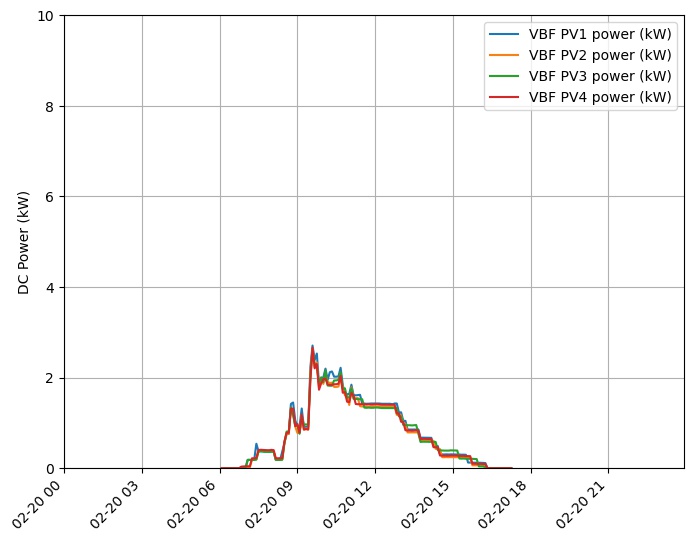 10
8
6
4
2
0
DC Power (kW)
VBF PV1 power (kW)
VBF PV2 power (kW)
VBF PV3 power (kW)
VBF PV4 power (kW)
02-20 00
02-20 03
02-20 06
02-20 09
02-20 12
02-20 15
02-20 18
02-20 21